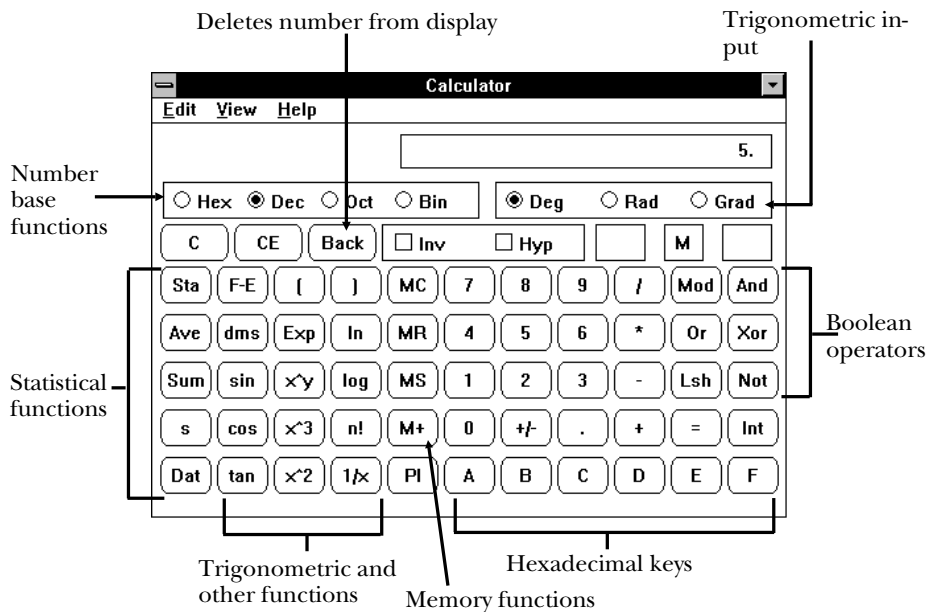 Deletes number from display
Trigonometric in-
put
Calculator
Edit View Help
5.
Number
base
functions
Hex Dec Oct Bin Deg Rad Grad
C CE Back Inv Hyp M
Sta F-E ( ) MC 7 8 9 / Mod And
Ave dms Exp ln MR 4 5 6 * Or Xor
Boolean
operators
Sum sin x^y log MS 1 2 3 - Lsh Not
Statistical
functions
s cos x^3 n! M+ 0 +/- . + = Int
Dat tan x^2 1/x PI A B C D E F
Trigonometric and
other functions
Hexadecimal keys
Memory functions